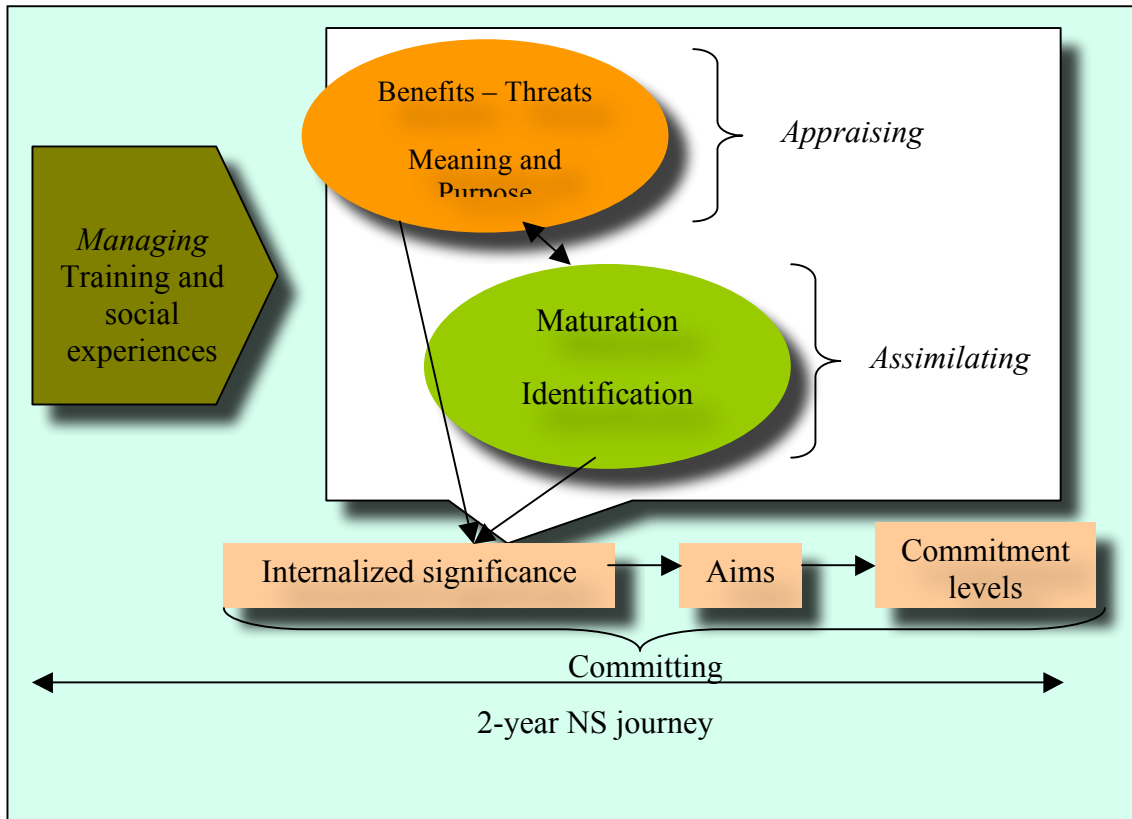 Benefits – Threats
Meaning and
Purpose
Appraising
Managing
Training and
social
experiences
Maturation
Identification
Assimilating
Internalized significance
Aims
Commitment
levels
Committing
2-year NS journey